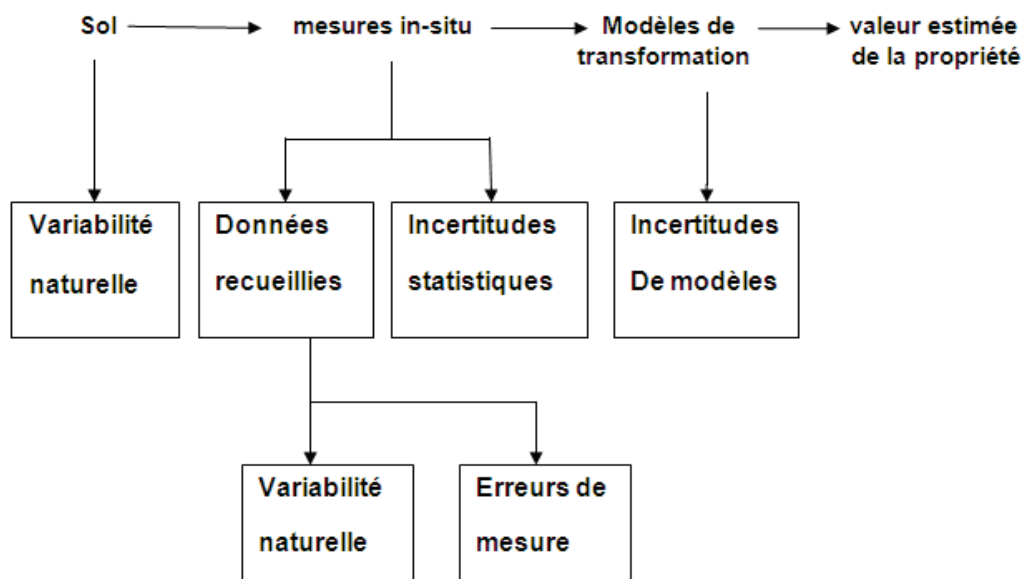 Sol
mesures in-situ
Modèles de
transformation
valeur estimée
de la propriété
Variabilité
naturelle
Données
recueillies
Incertitudes
statistiques
Incertitudes
De modèles
Variabilité
naturelle
Erreurs de
mesure